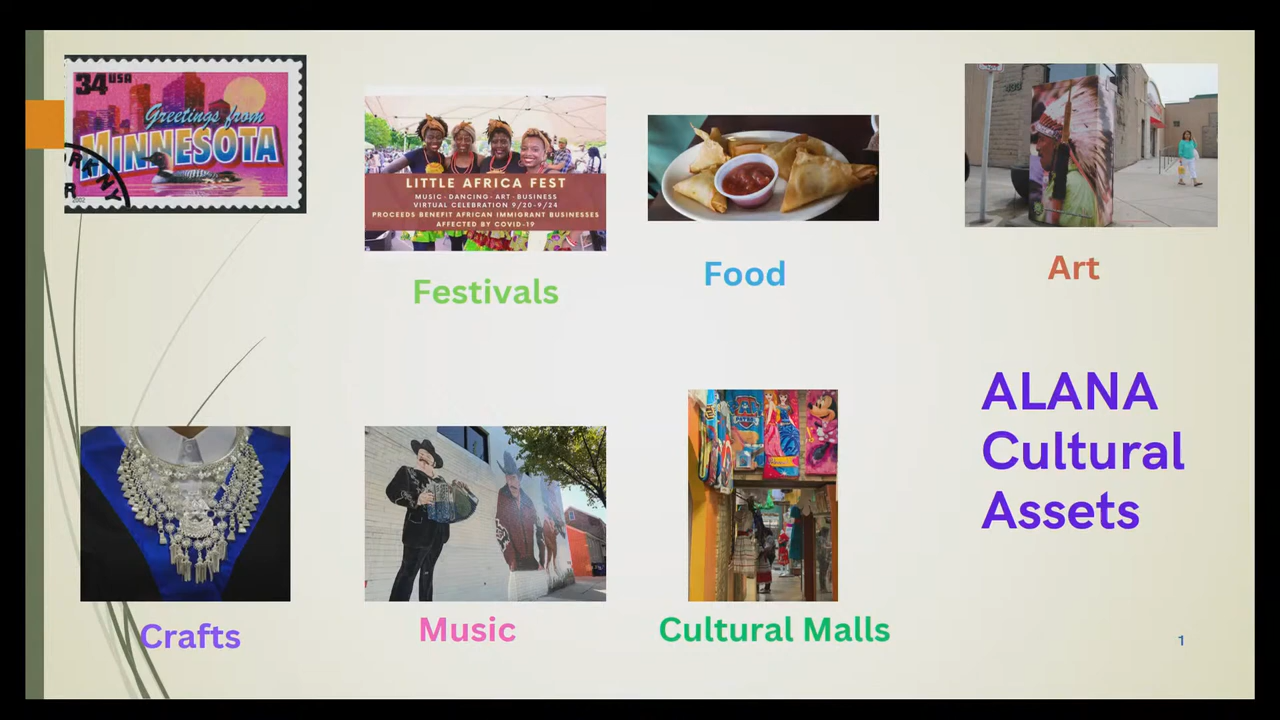 34 USA
Greetings from
MINNESOTA
2002
LITTLE AFRICA FEST
MUSIC · DANCING · ART · BUSINESS
VIRTUAL CELEBRATION 9/20-9/24
PROCEEDS BENEFIT AFRICAN IMMIGRANT BUSINESSES
AFFECTED BY COVID-19
Festivals
Food
Art
ALANA
Cultural
Assets
Crafts
Music
Cultural Malls
1